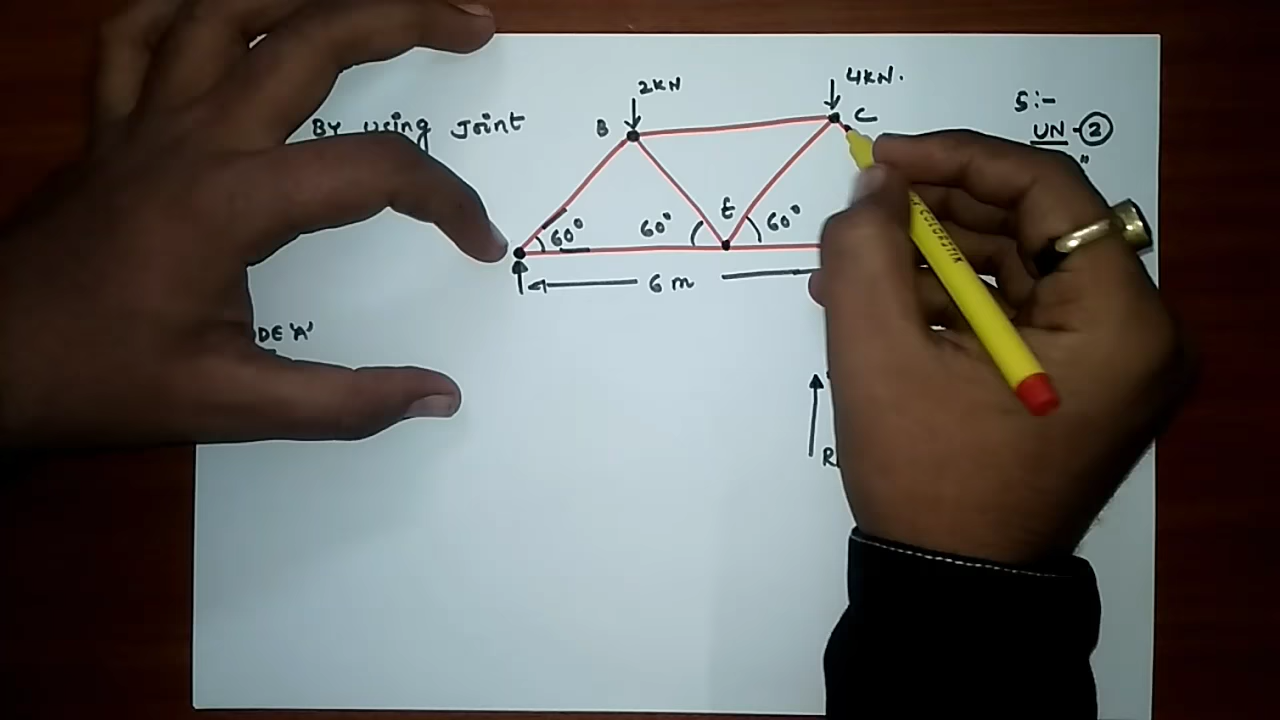 2KN
4KN.
S:-
By using Joint
B
C
UN - 2
E
60°
60°
60°
6 m
DE 'A'
R